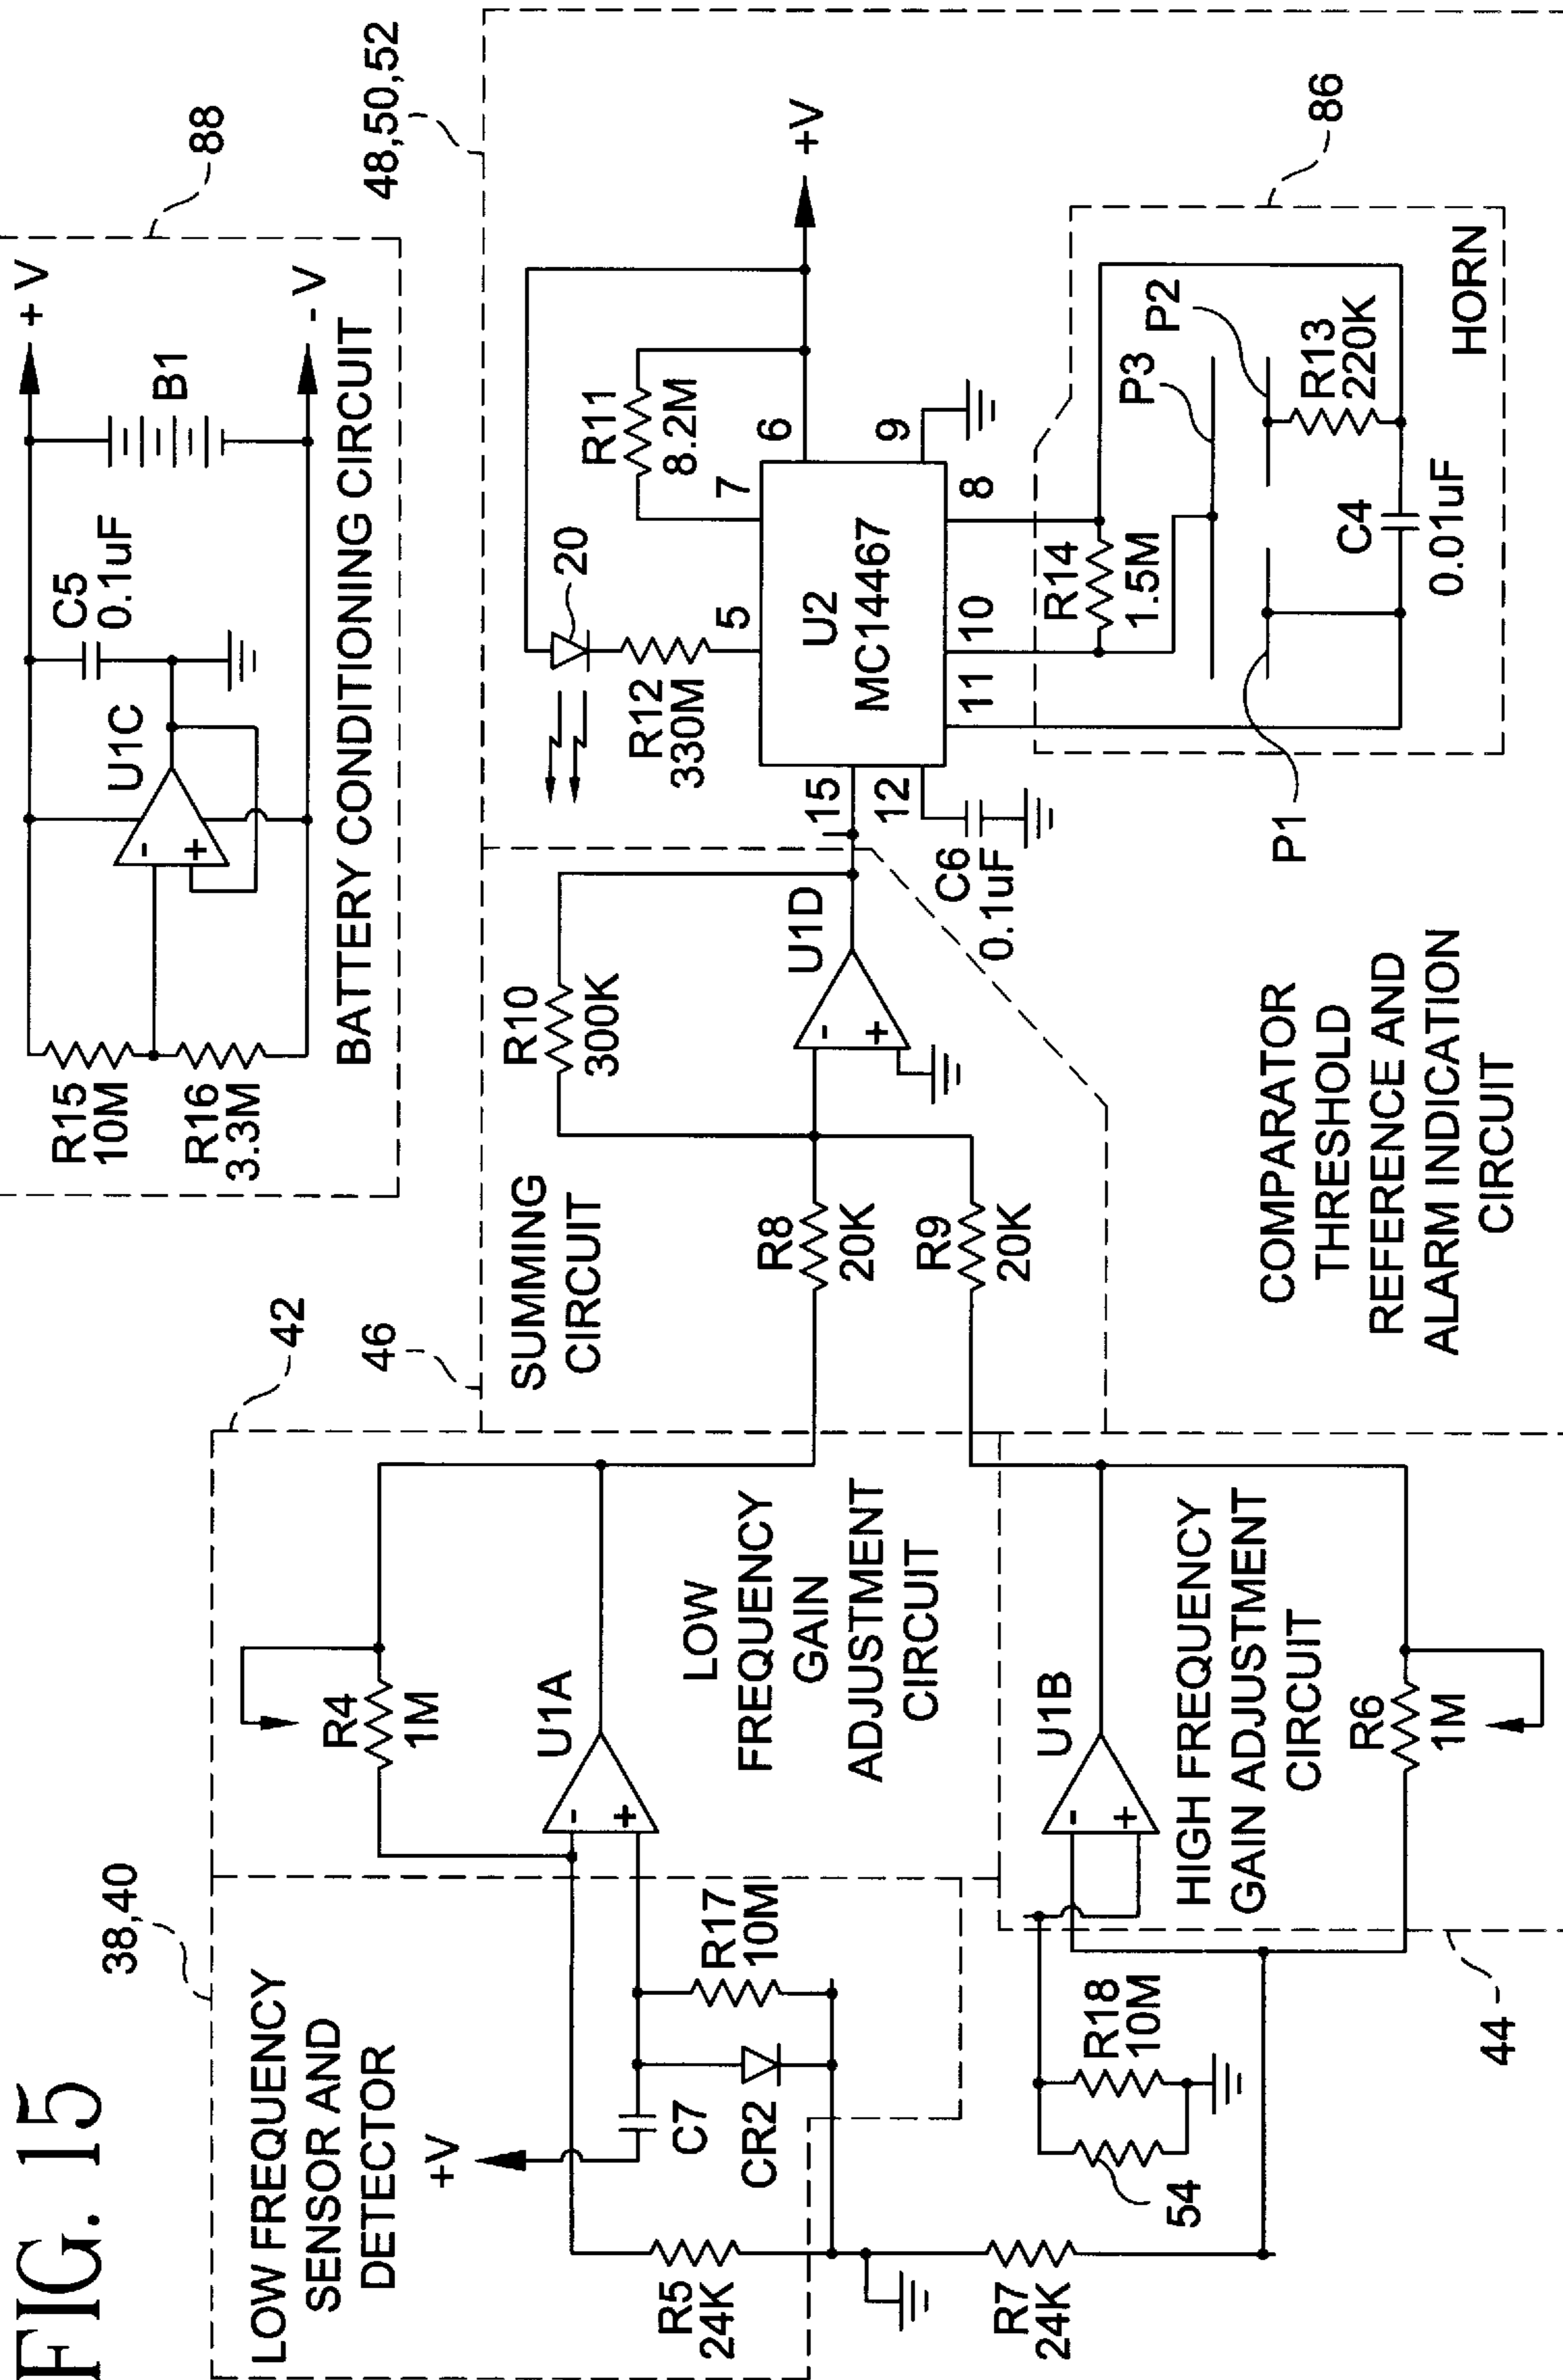 FIG. 15
38,40
LOW FREQUENCY
SENSOR AND
DETECTOR
+V
C7
CR2
R17
10M
R5
24K
R7
24K
R18
10M
54
42
R4
1M
U1A
-
+
LOW
FREQUENCY
GAIN
ADJUSTMENT
CIRCUIT
U1B
-
+
HIGH FREQUENCY
GAIN ADJUSTMENT
CIRCUIT
R6
1M
44
46
SUMMING
CIRCUIT
R8
20K
R9
20K
R10
300K
U1D
-
+
R15
10M
R16
3.3M
U1C
-
+
C5
0.1uF
B1
+ V
- V
BATTERY CONDITIONING CIRCUIT
88
48,50,52
20
R12
330M
R11
8.2M
+V
5
7
6
15
12
U2
MC14467
9
11
10
8
C6
0.1uF
R14
1.5M
P3
P2
P1
R13
220K
C4
0.01uF
HORN
86
COMPARATOR
THRESHOLD
REFERENCE AND
ALARM INDICATION
CIRCUIT